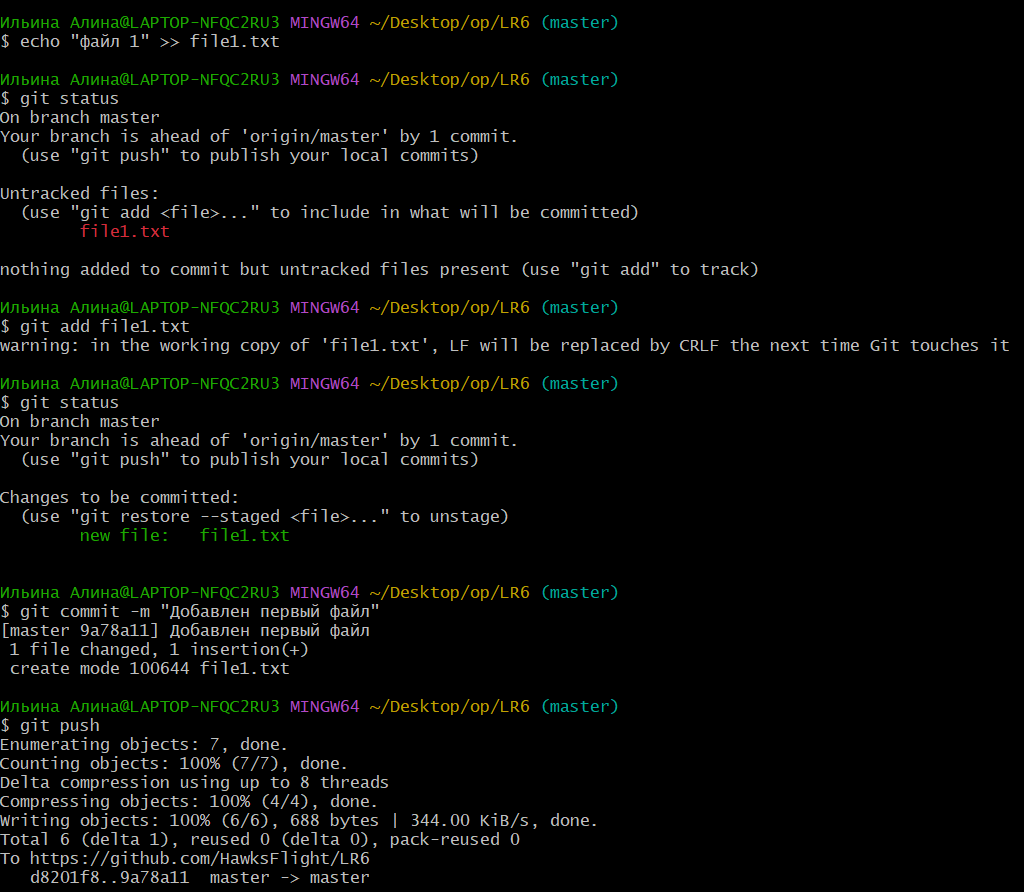 Ильина Алина@LAPTOP-NFQC2RU3 MINGW64 ~/Desktop/op/LR6 (master)
$ echo "файл 1" >> file1.txt
Ильина Алина@LAPTOP-NFQC2RU3 MINGW64 ~/Desktop/op/LR6 (master)
$ git status
On branch master
Your branch is ahead of 'origin/master' by 1 commit.
  (use "git push" to publish your local commits)
Untracked files:
  (use "git add <file>..." to include in what will be committed)
        file1.txt
nothing added to commit but untracked files present (use "git add" to track)
Ильина Алина@LAPTOP-NFQC2RU3 MINGW64 ~/Desktop/op/LR6 (master)
$ git add file1.txt
warning: in the working copy of 'file1.txt', LF will be replaced by CRLF the next time Git touches it
Ильина Алина@LAPTOP-NFQC2RU3 MINGW64 ~/Desktop/op/LR6 (master)
$ git status
On branch master
Your branch is ahead of 'origin/master' by 1 commit.
  (use "git push" to publish your local commits)
Changes to be committed:
  (use "git restore --staged <file>..." to unstage)
        new file:   file1.txt
Ильина Алина@LAPTOP-NFQC2RU3 MINGW64 ~/Desktop/op/LR6 (master)
$ git commit -m "Добавлен первый файл"
[master 9a78a11] Добавлен первый файл
 1 file changed, 1 insertion(+)
 create mode 100644 file1.txt
Ильина Алина@LAPTOP-NFQC2RU3 MINGW64 ~/Desktop/op/LR6 (master)
$ git push
Enumerating objects: 7, done.
Counting objects: 100% (7/7), done.
Delta compression using up to 8 threads
Compressing objects: 100% (4/4), done.
Writing objects: 100% (6/6), 688 bytes | 344.00 KiB/s, done.
Total 6 (delta 1), reused 0 (delta 0), pack-reused 0
To https://github.com/HawksFlight/LR6
   d8201f8..9a78a11  master -> master